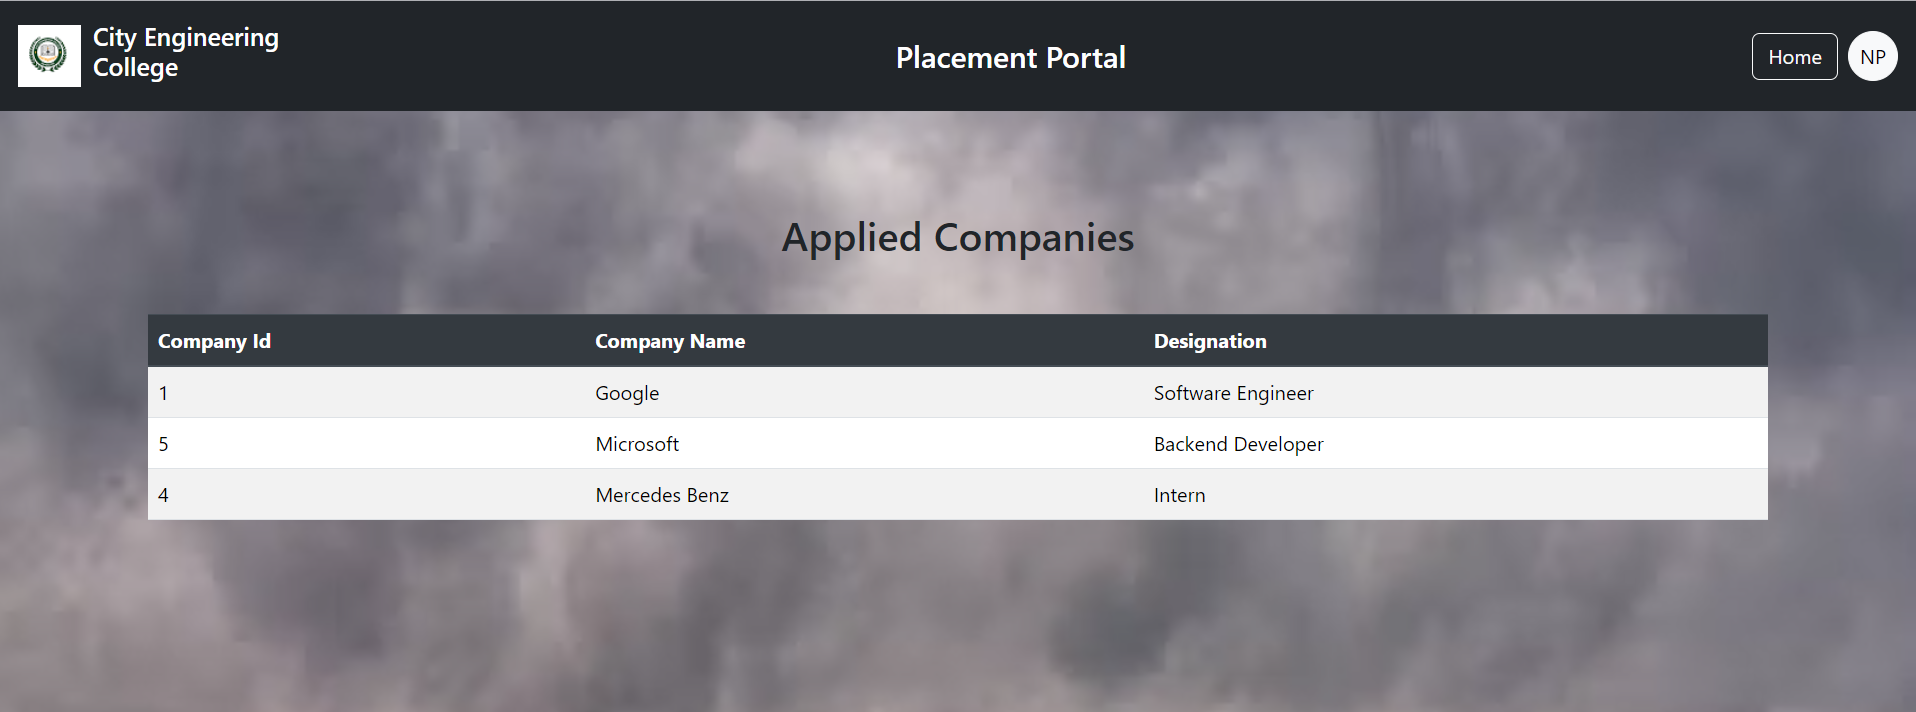 City Engineering
College
Placement Portal
Home
NP
Applied Companies
Company Id Company Name Designation
1 Google Software Engineer
5 Microsoft Backend Developer
4 Mercedes Benz Intern